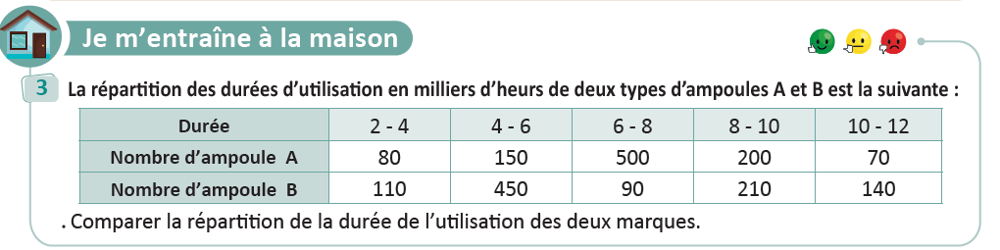 Je m'entraîne à la maison
3 La répartition des durées d'utilisation en milliers d'heurs de deux types d'ampoules A et B est la suivante :
Durée 2 - 4 4 - 6 6 - 8 8 - 10 10 - 12
Nombre d'ampoule A 80 150 500 200 70
Nombre d'ampoule B 110 450 90 210 140
. Comparer la répartition de la durée de l'utilisation des deux marques.